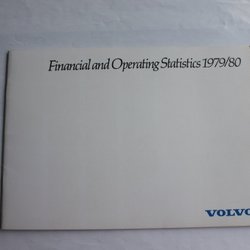 Financial and Operating Statistics 1979/80
VOLVO